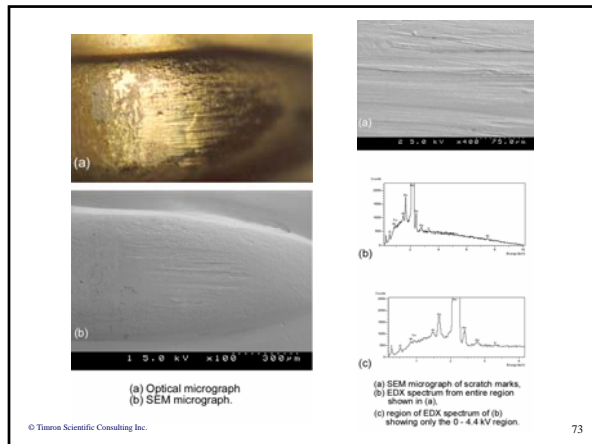 (a)
(b)
1 5.0 kV x100 300µm
(a) Optical micrograph
(b) SEM micrograph.
(a)
2 5.0 kV x400 75.0µm
(b)
(c)
(a) SEM micrograph of scratch marks,
(b) EDX spectrum from entire region
shown in (a),
(c) region of EDX spectrum of (b)
showing only the 0 - 4.4 kV region.
© Timron Scientific Consulting Inc.
73